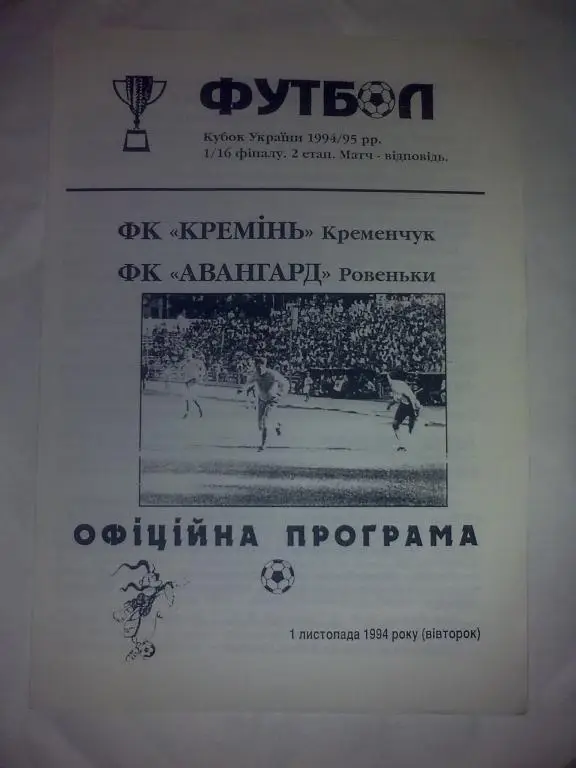 ФУТБОЛ
Кубок України 1994/95 рр.
1/16 фіналу. 2 етап. Матч - відповідь.
ФК «КРЕМІНЬ» Кременчук
ФК «АВАНГАРД» Ровеньки
ОФІЦІЙНА ПРОГРАМА
1 листопада 1994 року (вівторок)